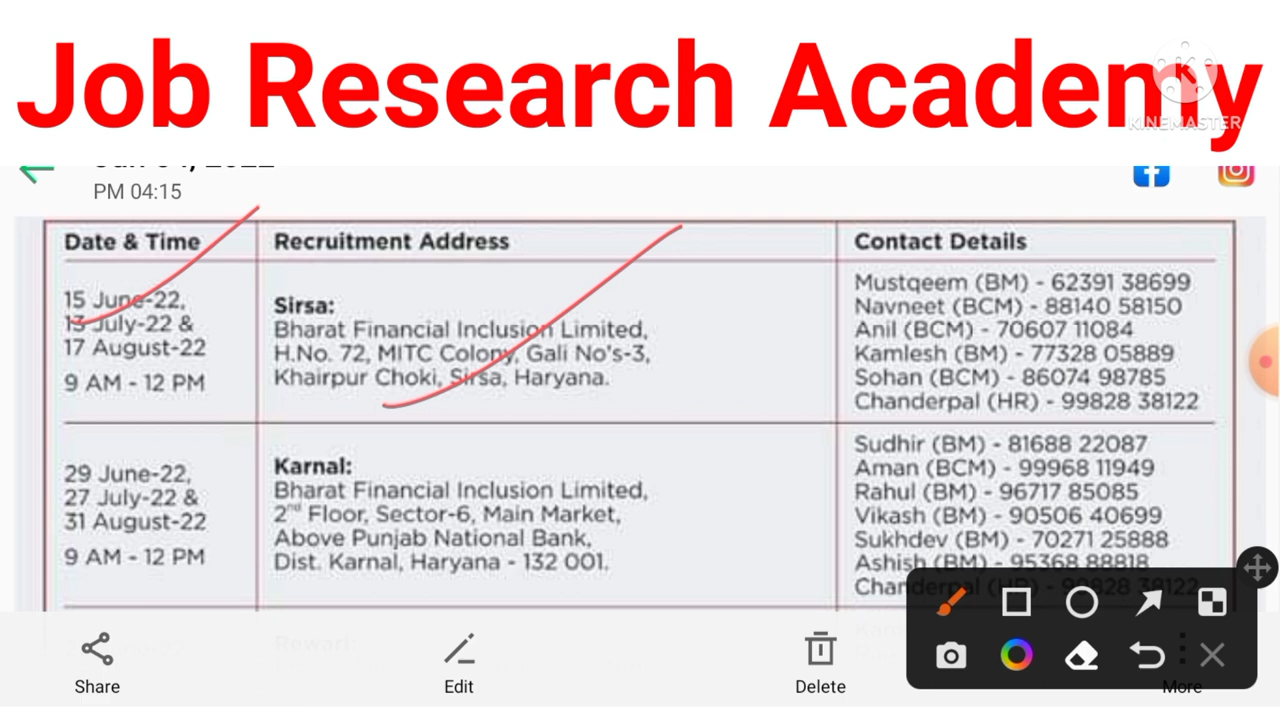 Job Research Academy
KINEMASTER
PM 04:15
Date & Time
Recruitment Address
Contact Details
15 June-22,
13 July-22 &
17 August-22
9 AM - 12 PM
Sirsa:
Bharat Financial Inclusion Limited,
H.No. 72, MITC Colony, Gali No's-3,
Khairpur Choki, Sirsa, Haryana.
Mustqeem (BM) - 62391 38699
Navneet (BCM) - 88140 58150
Anil (BCM) - 70607 11084
Kamlesh (BM) - 77328 05889
Sohan (BCM) - 86074 98785
Chanderpal (HR) - 99828 38122
29 June-22,
27 July-22 &
31 August-22
9 AM - 12 PM
Karnal:
Bharat Financial Inclusion Limited,
2nd Floor, Sector-6, Main Market,
Above Punjab National Bank,
Dist. Karnal, Haryana - 132 001.
Sudhir (BM) - 81688 22087
Aman (BCM) - 99968 11949
Rahul (BM) - 96717 85085
Vikash (BM) - 90506 40699
Sukhdev (BM) - 70271 25888
Ashish (BM) - 95368 88818
Chanderpal (HR) - 99828 38122
Rewari:
Share
Edit
Delete
More